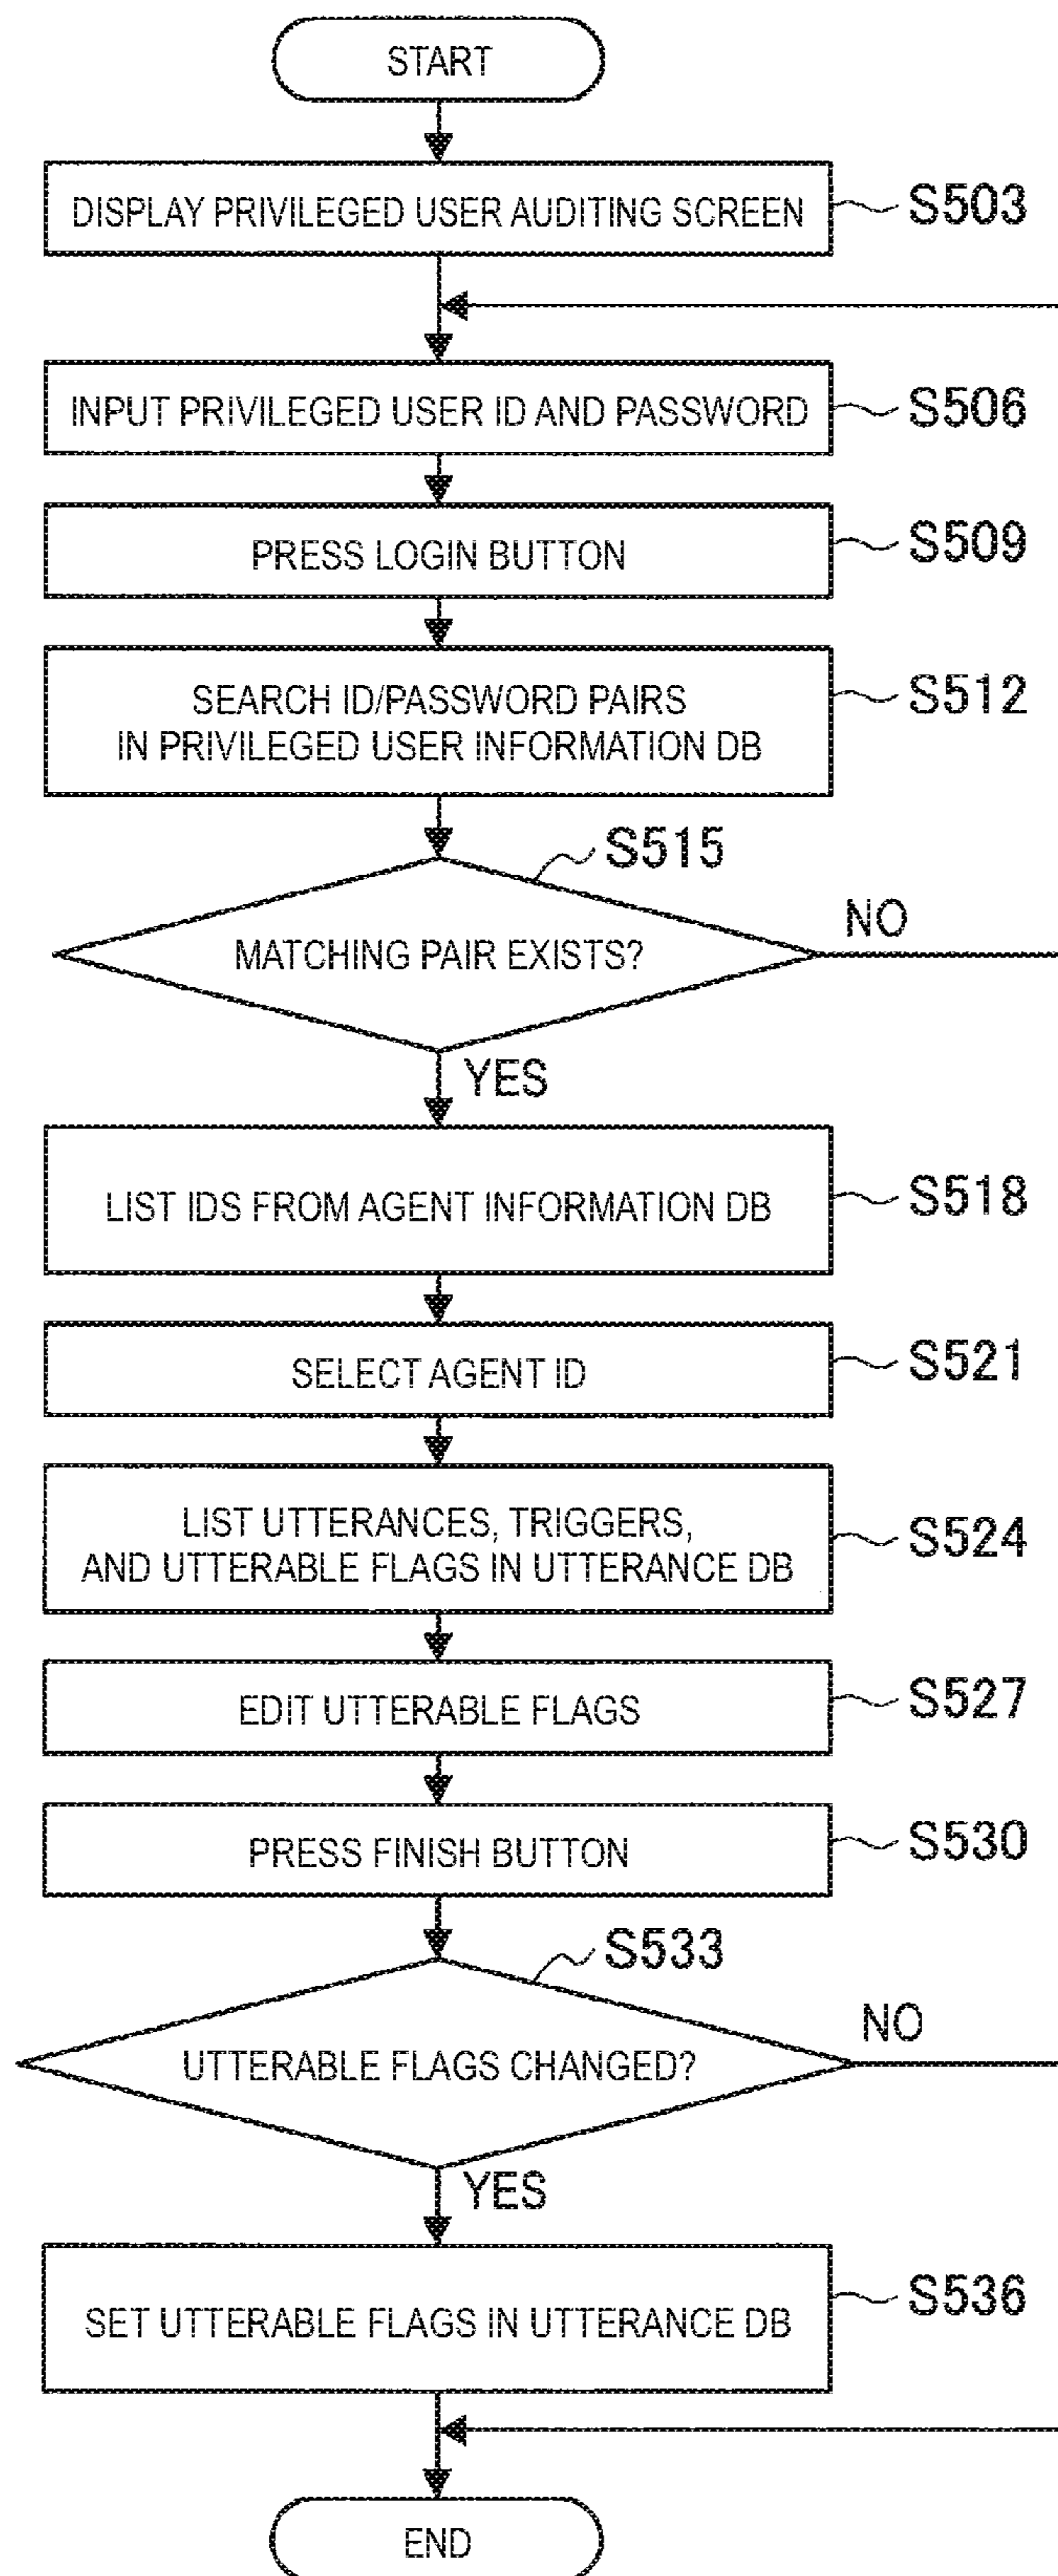 START
DISPLAY PRIVILEGED USER AUDITING SCREEN
S503
INPUT PRIVILEGED USER ID AND PASSWORD
S506
PRESS LOGIN BUTTON
S509
SEARCH ID/PASSWORD PAIRS
IN PRIVILEGED USER INFORMATION DB
S512
S515
MATCHING PAIR EXISTS?
NO
YES
LIST IDS FROM AGENT INFORMATION DB
S518
SELECT AGENT ID
S521
LIST UTTERANCES, TRIGGERS,
AND UTTERABLE FLAGS IN UTTERANCE DB
S524
EDIT UTTERABLE FLAGS
S527
PRESS FINISH BUTTON
S530
S533
UTTERABLE FLAGS CHANGED?
NO
YES
SET UTTERABLE FLAGS IN UTTERANCE DB
S536
END